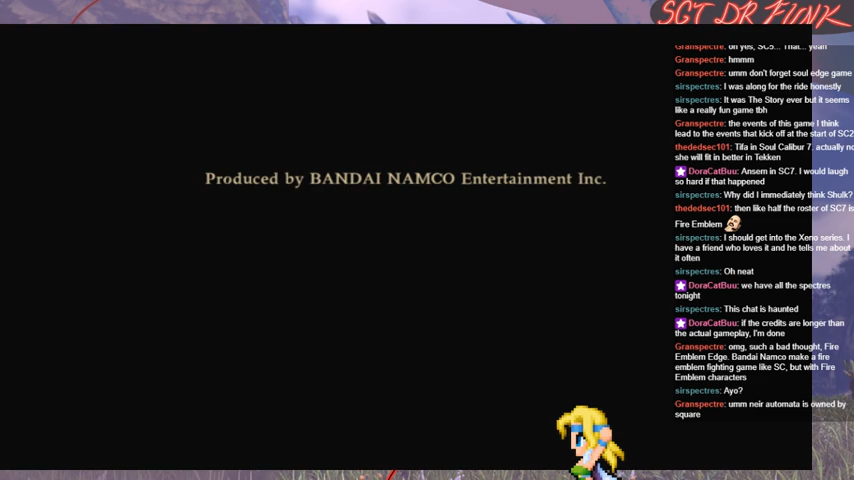 SGT DR FUNK
Granspectre: oh yes, SC5... That... yeah
Granspectre: hmmm
Granspectre: umm don't forget soul edge game
sirspectres: I was along for the ride honestly
sirspectres: It was The Story ever but it seems
like a really fun game tbh
Granspectre: the events of this game I think
lead to the events that kick off at the start of SC2
thededsec101: Tifa in Soul Calibur 7, actually no
she will fit in better in Tekken
DoraCatBuu: Ansem in SC7. I would laugh
so hard if that happened
sirspectres: Why did I immediately think Shulk?
thededsec101: then like half the roster of SC7 is
Fire Emblem
sirspectres: I should get into the Xeno series. I
have a friend who loves it and he tells me about
it often
sirspectres: Oh neat
DoraCatBuu: we have all the spectres
tonight
sirspectres: This chat is haunted
DoraCatBuu: if the credits are longer than
the actual gameplay, I'm done
Granspectre: omg, such a bad thought, Fire
Emblem Edge. Bandai Namco make a fire
emblem fighting game like SC, but with Fire
Emblem characters
sirspectres: Ayo?
Granspectre: umm neir automata is owned by
square
Produced by BANDAI NAMCO Entertainment Inc.